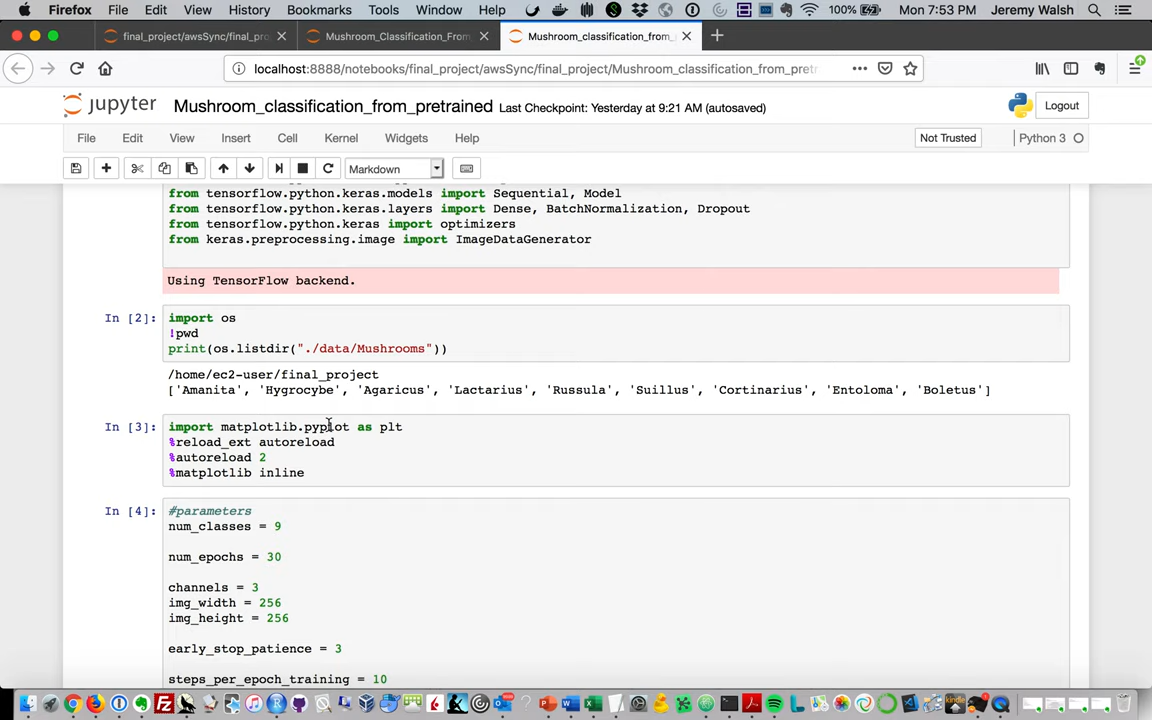 Firefox File Edit View History Bookmarks Tools Window Help 100% Mon 7:53 PM Jeremy Walsh
final_project/awsSync/final_pro
Mushroom_Classification_From
Mushroom_classification_from_
localhost:8888/notebooks/final_project/awsSync/final_project/Mushroom_classification_from_pretr
jupyter Mushroom_classification_from_pretrained Last Checkpoint: Yesterday at 9:21 AM (autosaved) Logout
File Edit View Insert Cell Kernel Widgets Help Not Trusted Python 3
Markdown
from tensorflow.python.keras.models import Sequential, Model
from tensorflow.python.keras.layers import Dense, BatchNormalization, Dropout
from tensorflow.python.keras import optimizers
from keras.preprocessing.image import ImageDataGenerator
Using TensorFlow backend.
In [2]: import os
!pwd
print(os.listdir("./data/Mushrooms"))
/home/ec2-user/final_project
['Amanita', 'Hygrocybe', 'Agaricus', 'Lactarius', 'Russula', 'Suillus', 'Cortinarius', 'Entoloma', 'Boletus']
In [3]: import matplotlib.pyplot as plt
%reload_ext autoreload
%autoreload 2
%matplotlib inline
In [4]: #parameters
num_classes = 9
num_epochs = 30
channels = 3
img_width = 256
img_height = 256
early_stop_patience = 3
steps_per_epoch_training = 10